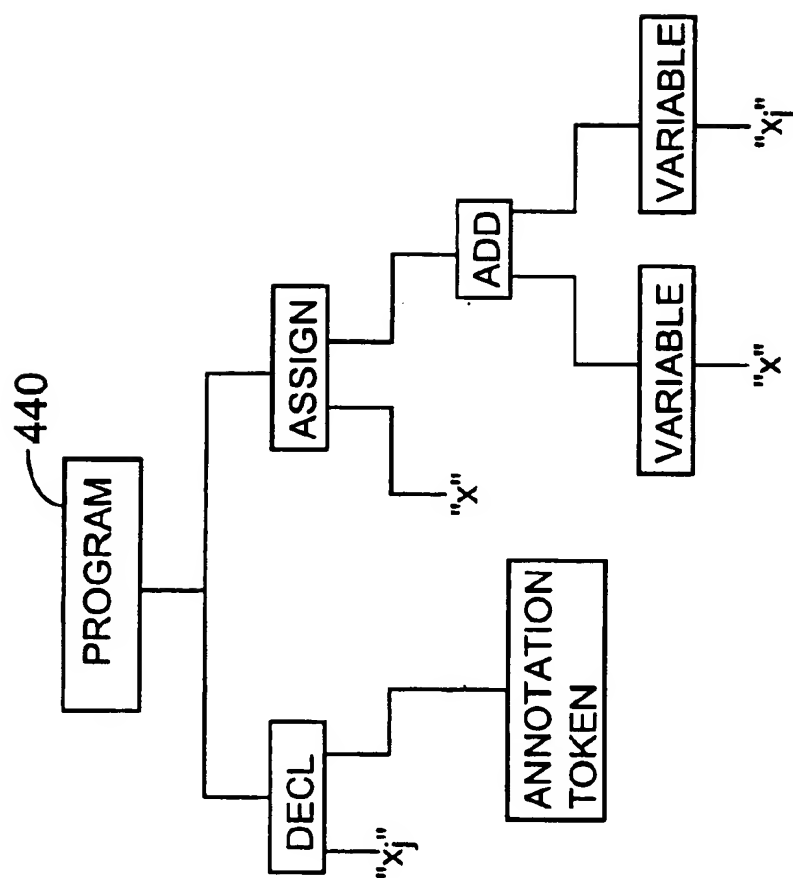 440
PROGRAM
DECL
ASSIGN
"xj"
"x"
ADD
ANNOTATION
TOKEN
VARIABLE
VARIABLE
"x"
"xj"